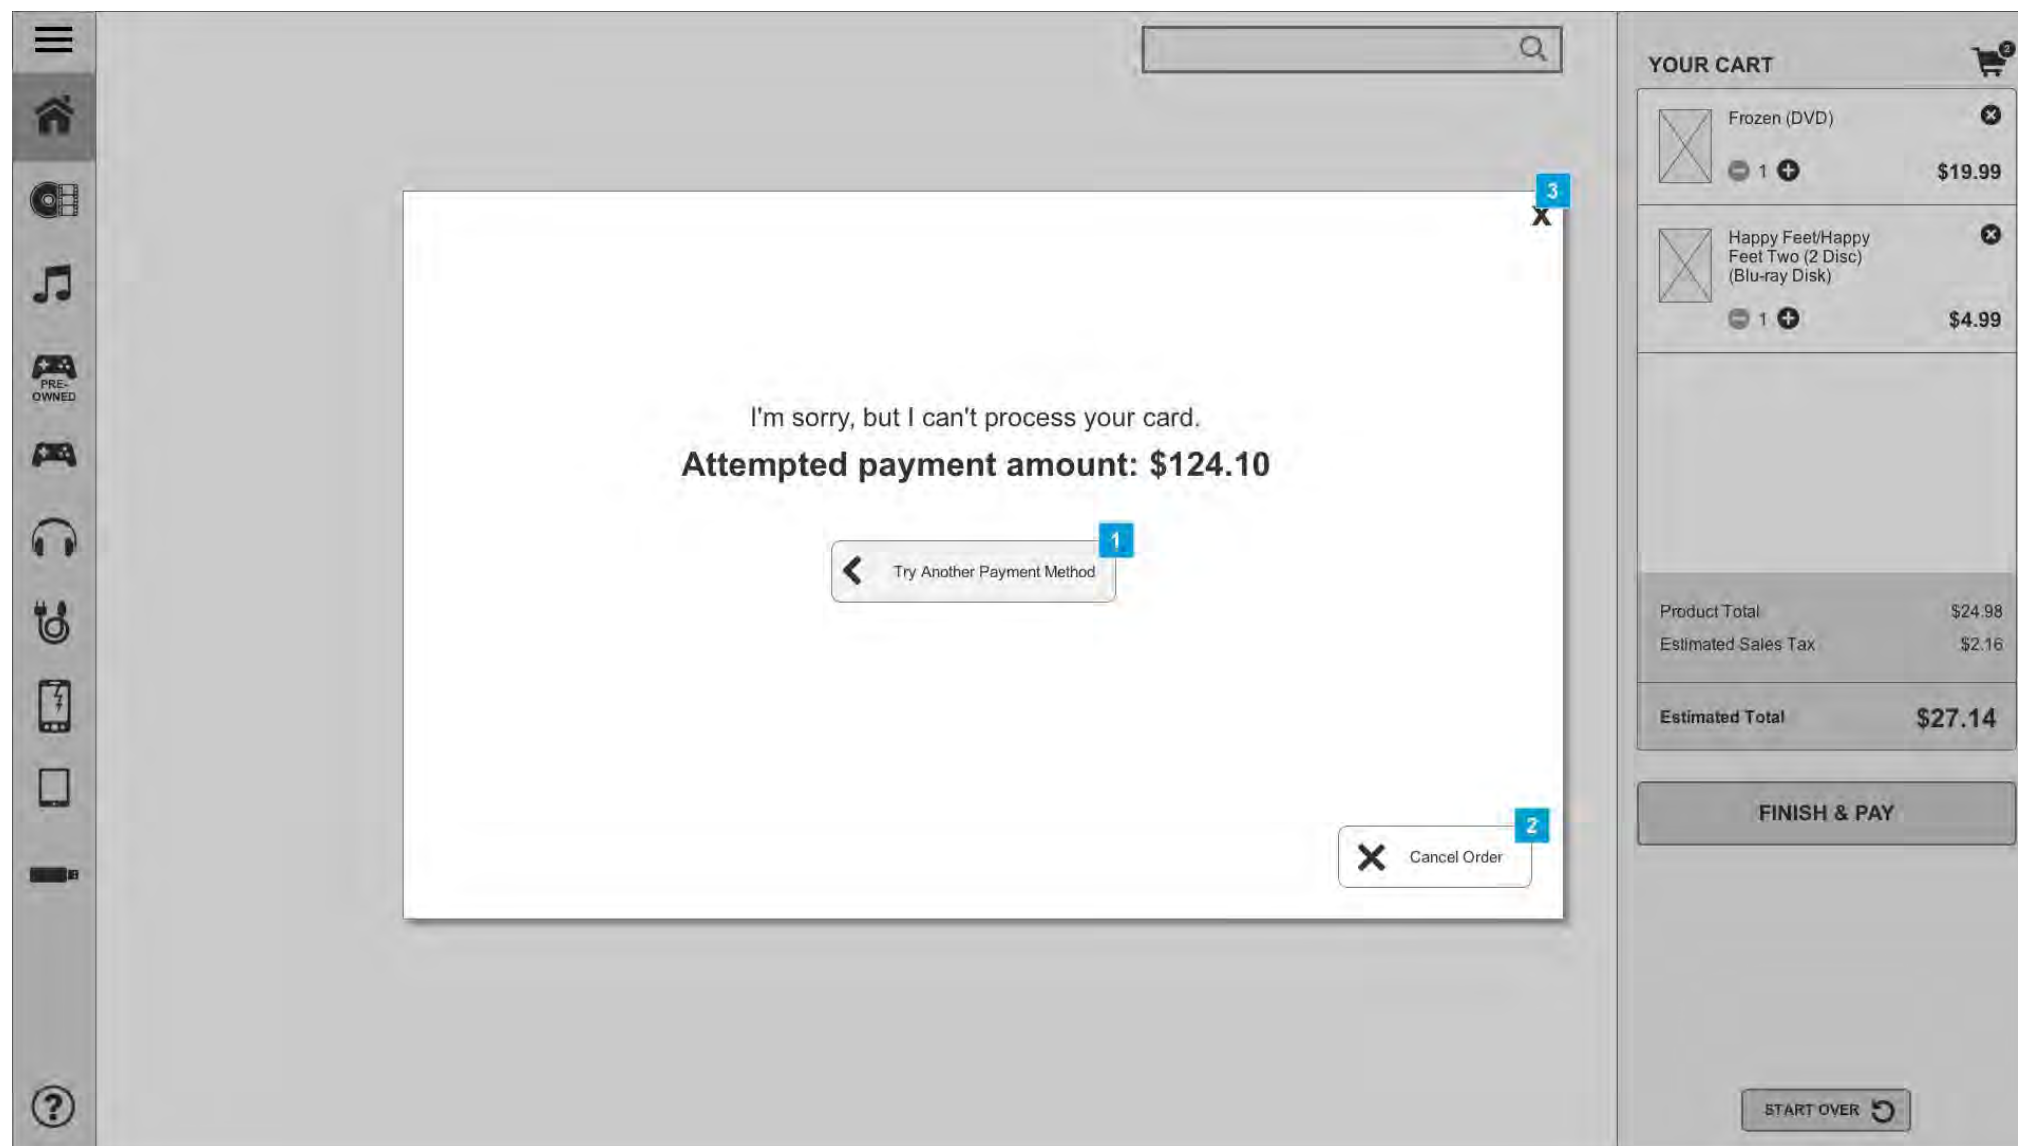 YOUR CART
2
Frozen (DVD)
1
$19.99
Happy Feet/Happy
Feet Two (2 Disc)
(Blu-ray Disk)
1
$4.99
Product Total
$24.98
Estimated Sales Tax
$2.16
Estimated Total
$27.14
FINISH & PAY
START OVER
PRE-
OWNED
3
X
I'm sorry, but I can't process your card.
Attempted payment amount: $124.10
1
Try Another Payment Method
2
Cancel Order
?